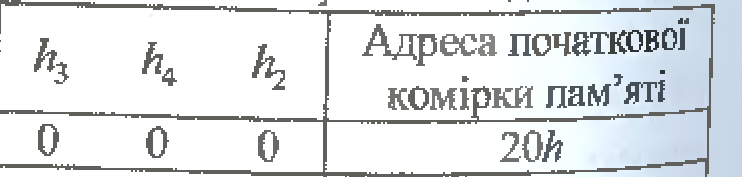 h₃ h₄ h₂ Адреса початкової
комірки пам’яті
0 0 0 20h